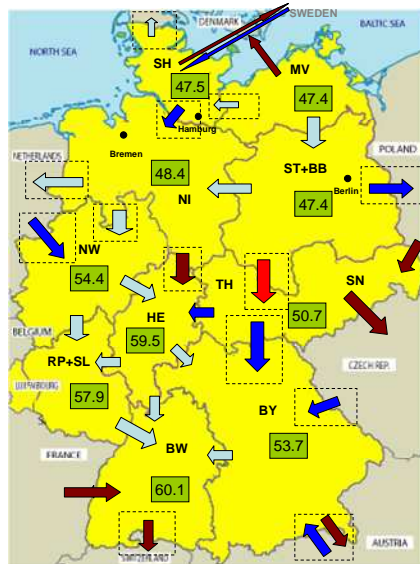 SWEDEN
DENMARK
BALTIC SEA
NORTH SEA
SH
MV
47.5
47.4
Hamburg
Bremen
POLAND
NETHERLANDS
ST+BB
48.4
Berlin
NI
47.4
NW
TH
SN
54.4
HE
50.7
BELGIUM
59.5
RP+SL
CZECH REP.
LUXEMBOURG
57.9
BY
FRANCE
BW
53.7
60.1
AUSTRIA
SWITZERLAND